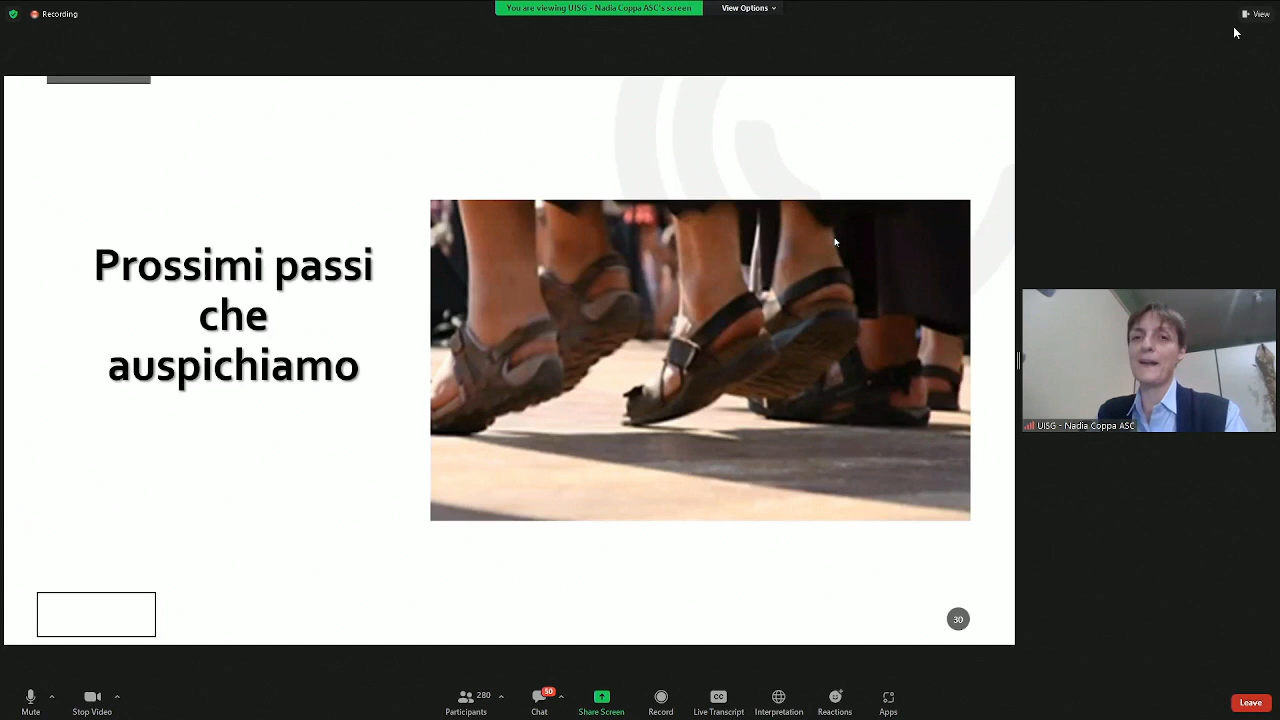 Recording
You are viewing UISG - Nadia Coppa ASC's screen
View Options
View
Prossimi passi
che
auspichiamo
UISG - Nadia Coppa ASC
30
Mute
Stop Video
280
Participants
50
Chat
Share Screen
Record
CC
Live Transcript
Interpretation
Reactions
Apps
Leave